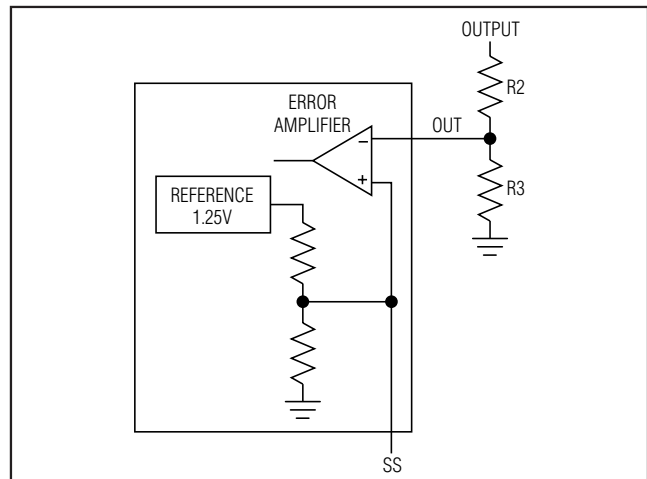 OUTPUT
R2
ERROR
AMPLIFIER
OUT
−
+
R3
REFERENCE
1.25V
SS